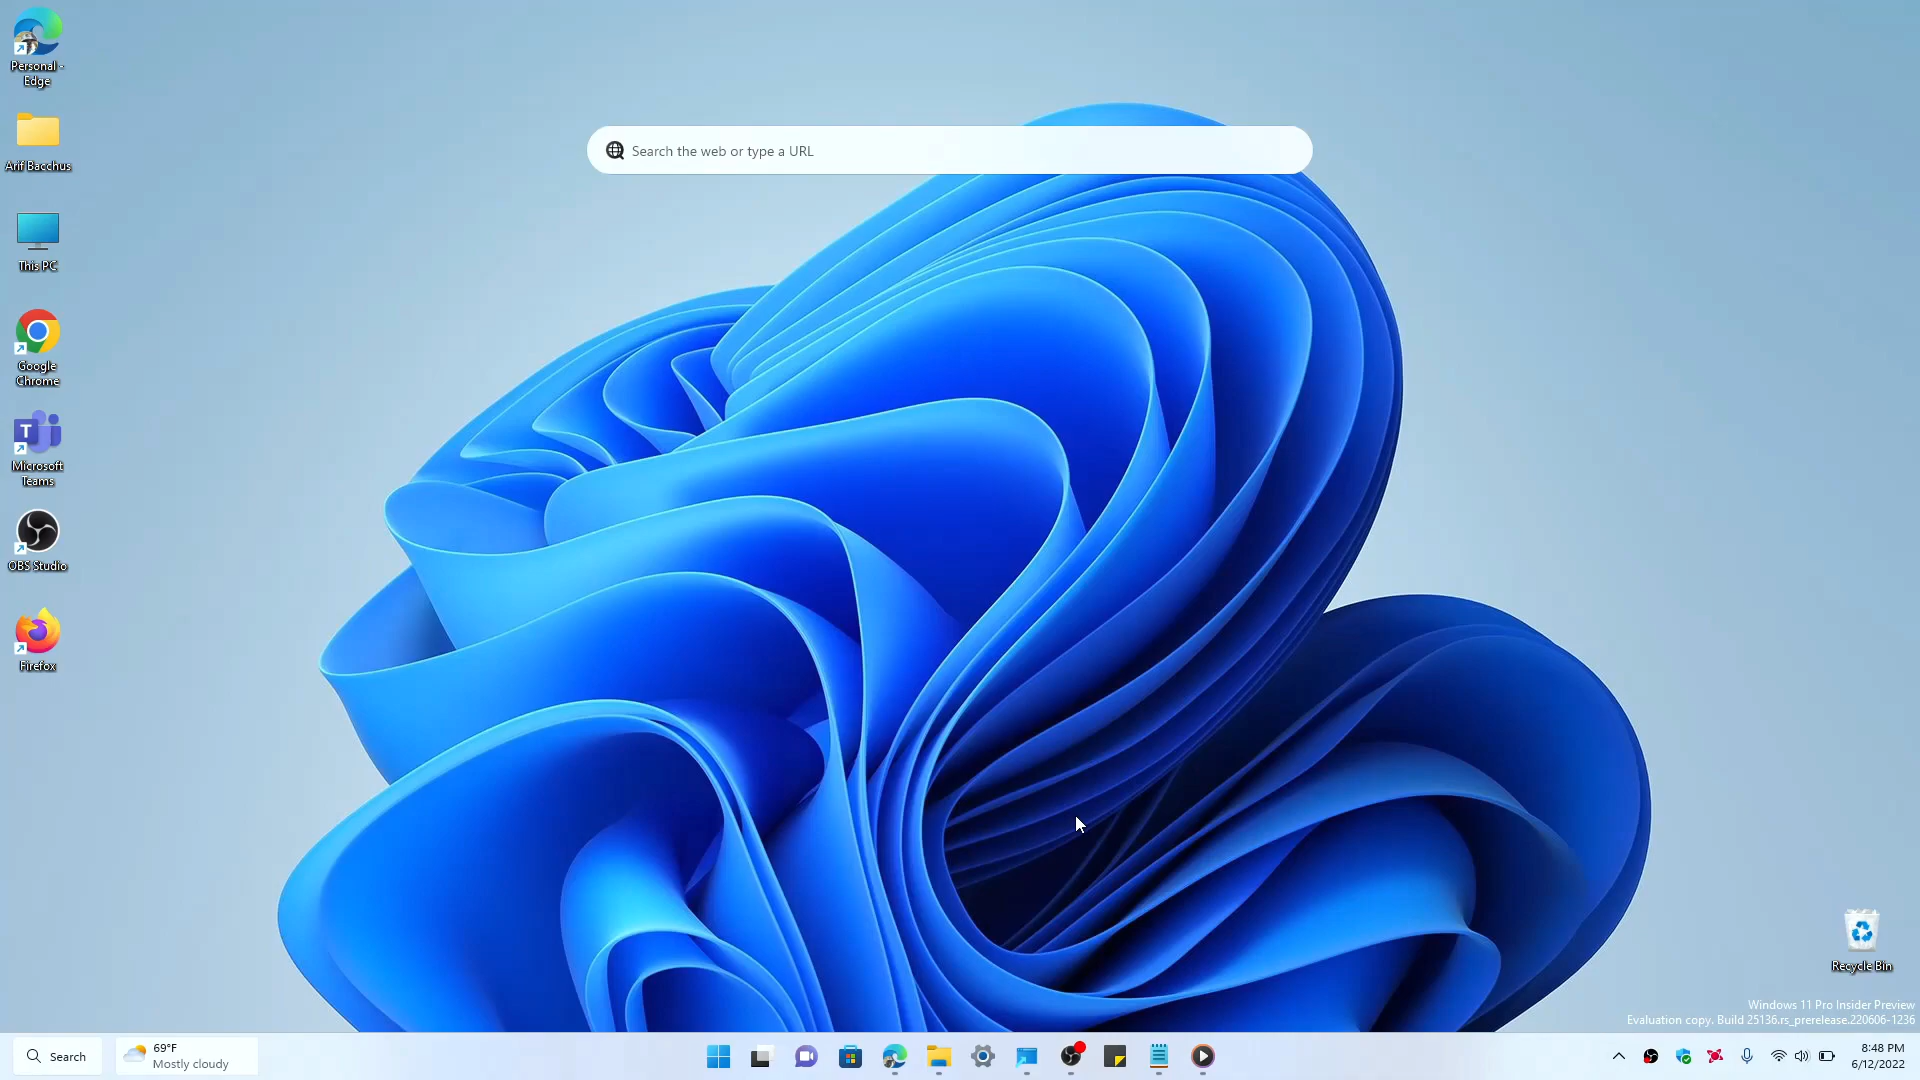 Personal -
Edge
Arif Bacchus
This PC
Google
Chrome
Microsoft
Teams
T
OBS Studio
Firefox
Search the web or type a URL
Recycle Bin
Windows 11 Pro Insider Preview
Evaluation copy. Build 25136.rs_prerelease.220606-1236
Search
69°F
Mostly cloudy
8:48 PM
6/12/2022